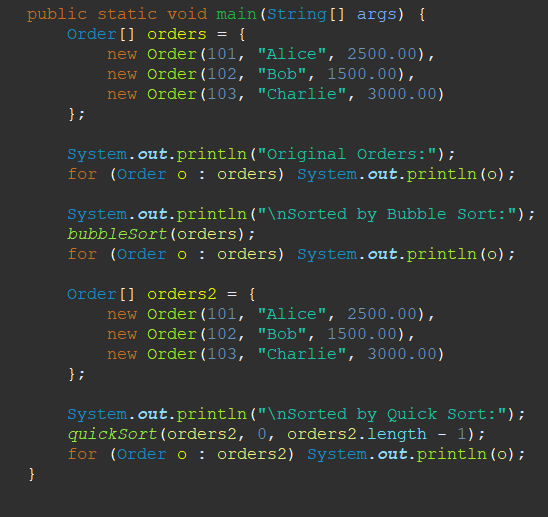 public static void main(String[] args) {
    Order[] orders = {
        new Order(101, "Alice", 2500.00),
        new Order(102, "Bob", 1500.00),
        new Order(103, "Charlie", 3000.00)
    };

    System.out.println("Original Orders:");
    for (Order o : orders) System.out.println(o);

    System.out.println("\nSorted by Bubble Sort:");
    bubbleSort(orders);
    for (Order o : orders) System.out.println(o);

    Order[] orders2 = {
        new Order(101, "Alice", 2500.00),
        new Order(102, "Bob", 1500.00),
        new Order(103, "Charlie", 3000.00)
    };

    System.out.println("\nSorted by Quick Sort:");
    quickSort(orders2, 0, orders2.length - 1);
    for (Order o : orders2) System.out.println(o);
}